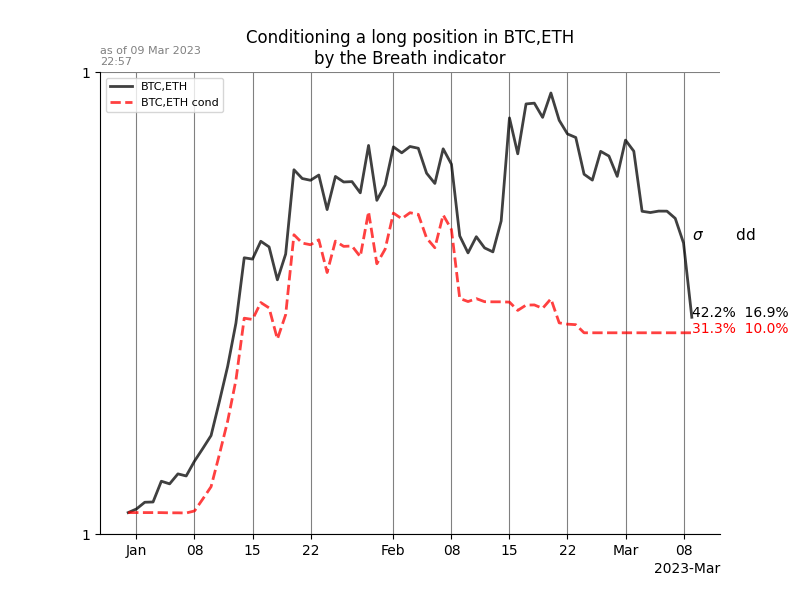 Conditioning a long position in BTC,ETH
by the Breath indicator
as of 09 Mar 2023
22:57
1
BTC,ETH
BTC,ETH cond
σ dd
42.2% 16.9%
31.3% 10.0%
1
Jan 08 15 22 Feb 08 15 22 Mar 08
2023-Mar